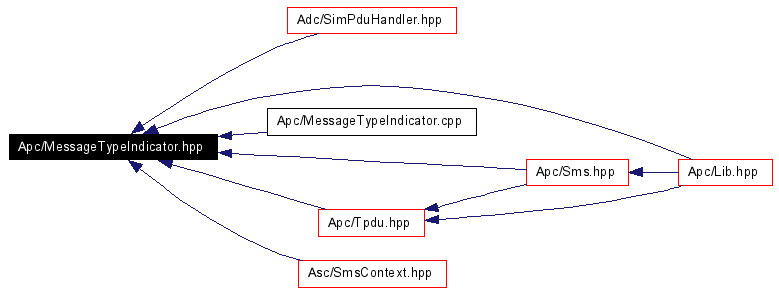 Adc/SimPduHandler.hpp
Apc/MessageTypeIndicator.cpp
Apc/MessageTypeIndicator.hpp
Apc/Sms.hpp
Apc/Lib.hpp
Apc/Tpdu.hpp
Asc/SmsContext.hpp